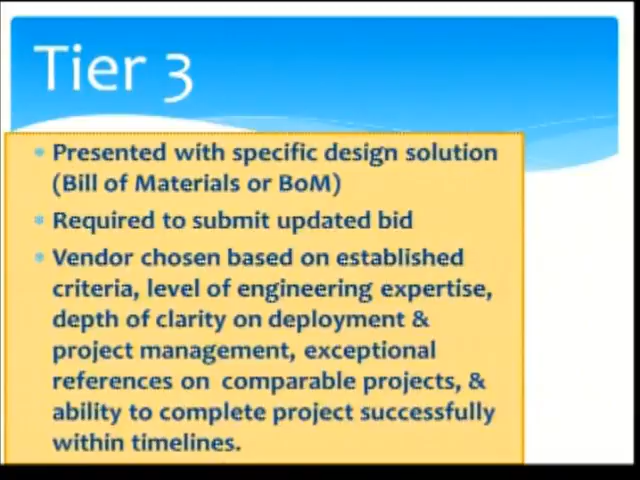 Tier 3
Presented with specific design solution
(Bill of Materials or BoM)
Required to submit updated bid
Vendor chosen based on established
criteria, level of engineering expertise,
depth of clarity on deployment &
project management, exceptional
references on comparable projects, &
ability to complete project successfully
within timelines.